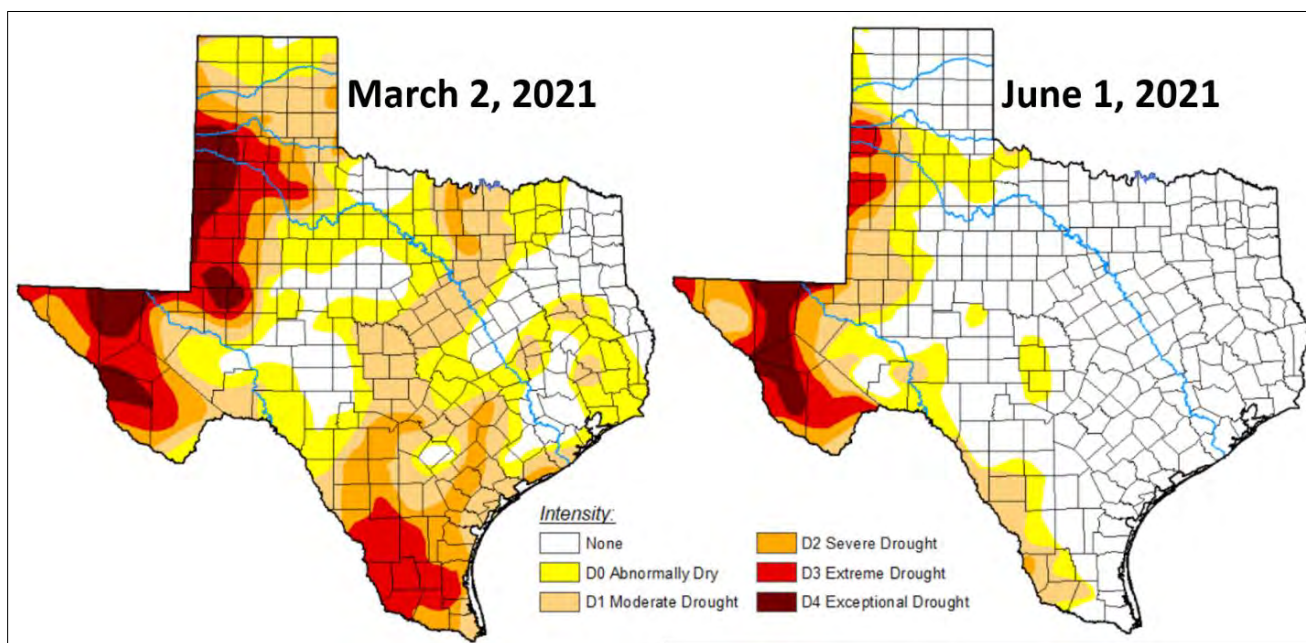 March 2, 2021
June 1, 2021
Intensity:
None
D0 Abnormally Dry
D1 Moderate Drought
D2 Severe Drought
D3 Extreme Drought
D4 Exceptional Drought